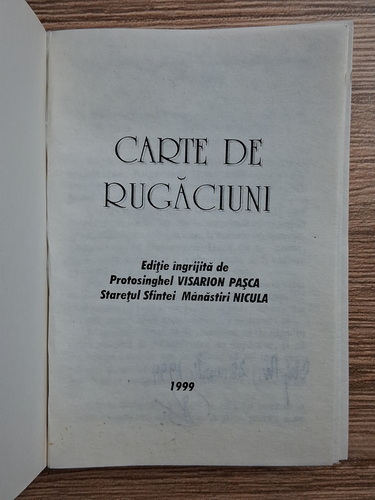 CARTE DE
RUGĂCIUNI
Ediție îngrijită de
Protosinghel VISARION PAȘCA
Starețul Sfintei Mănăstiri NICULA
1999